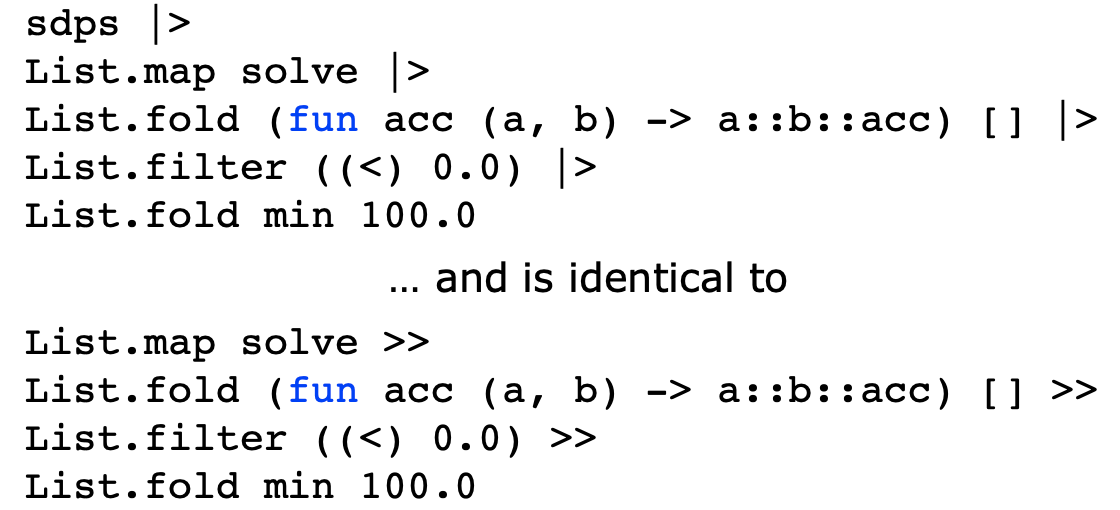 sdps |>
List.map solve |>
List.fold (fun acc (a, b) -> a::b::acc) [] |>
List.filter ((<) 0.0) |>
List.fold min 100.0
… and is identical to
List.map solve >>
List.fold (fun acc (a, b) -> a::b::acc) [] >>
List.filter ((<) 0.0) >>
List.fold min 100.0